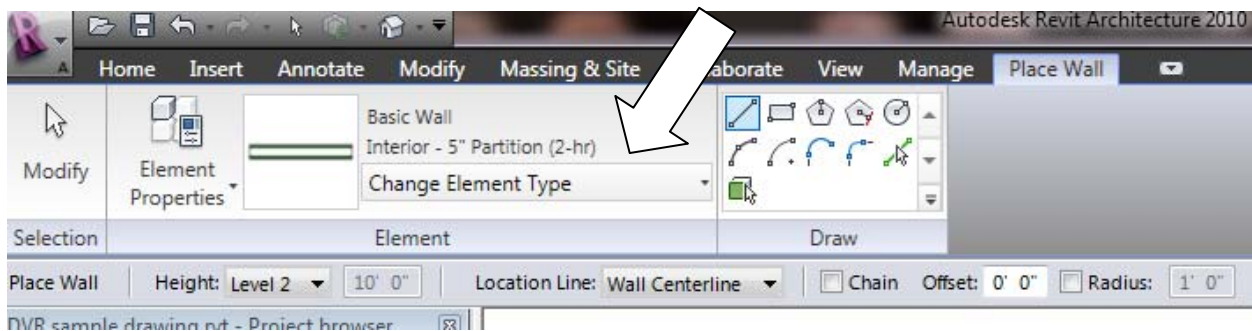 Autodesk Revit Architecture 2010
A Home Insert Annotate Modify Massing & Site View Manage Place Wall
Modify
Element Properties
Basic Wall
Interior - 5" Partition (2-hr)
Change Element Type
Selection Element Draw
Place Wall Height: Level 2 10' 0" Location Line: Wall Centerline Chain Offset: 0' 0" Radius: 1' 0"
DVR sample drawing.rvt - Project browser